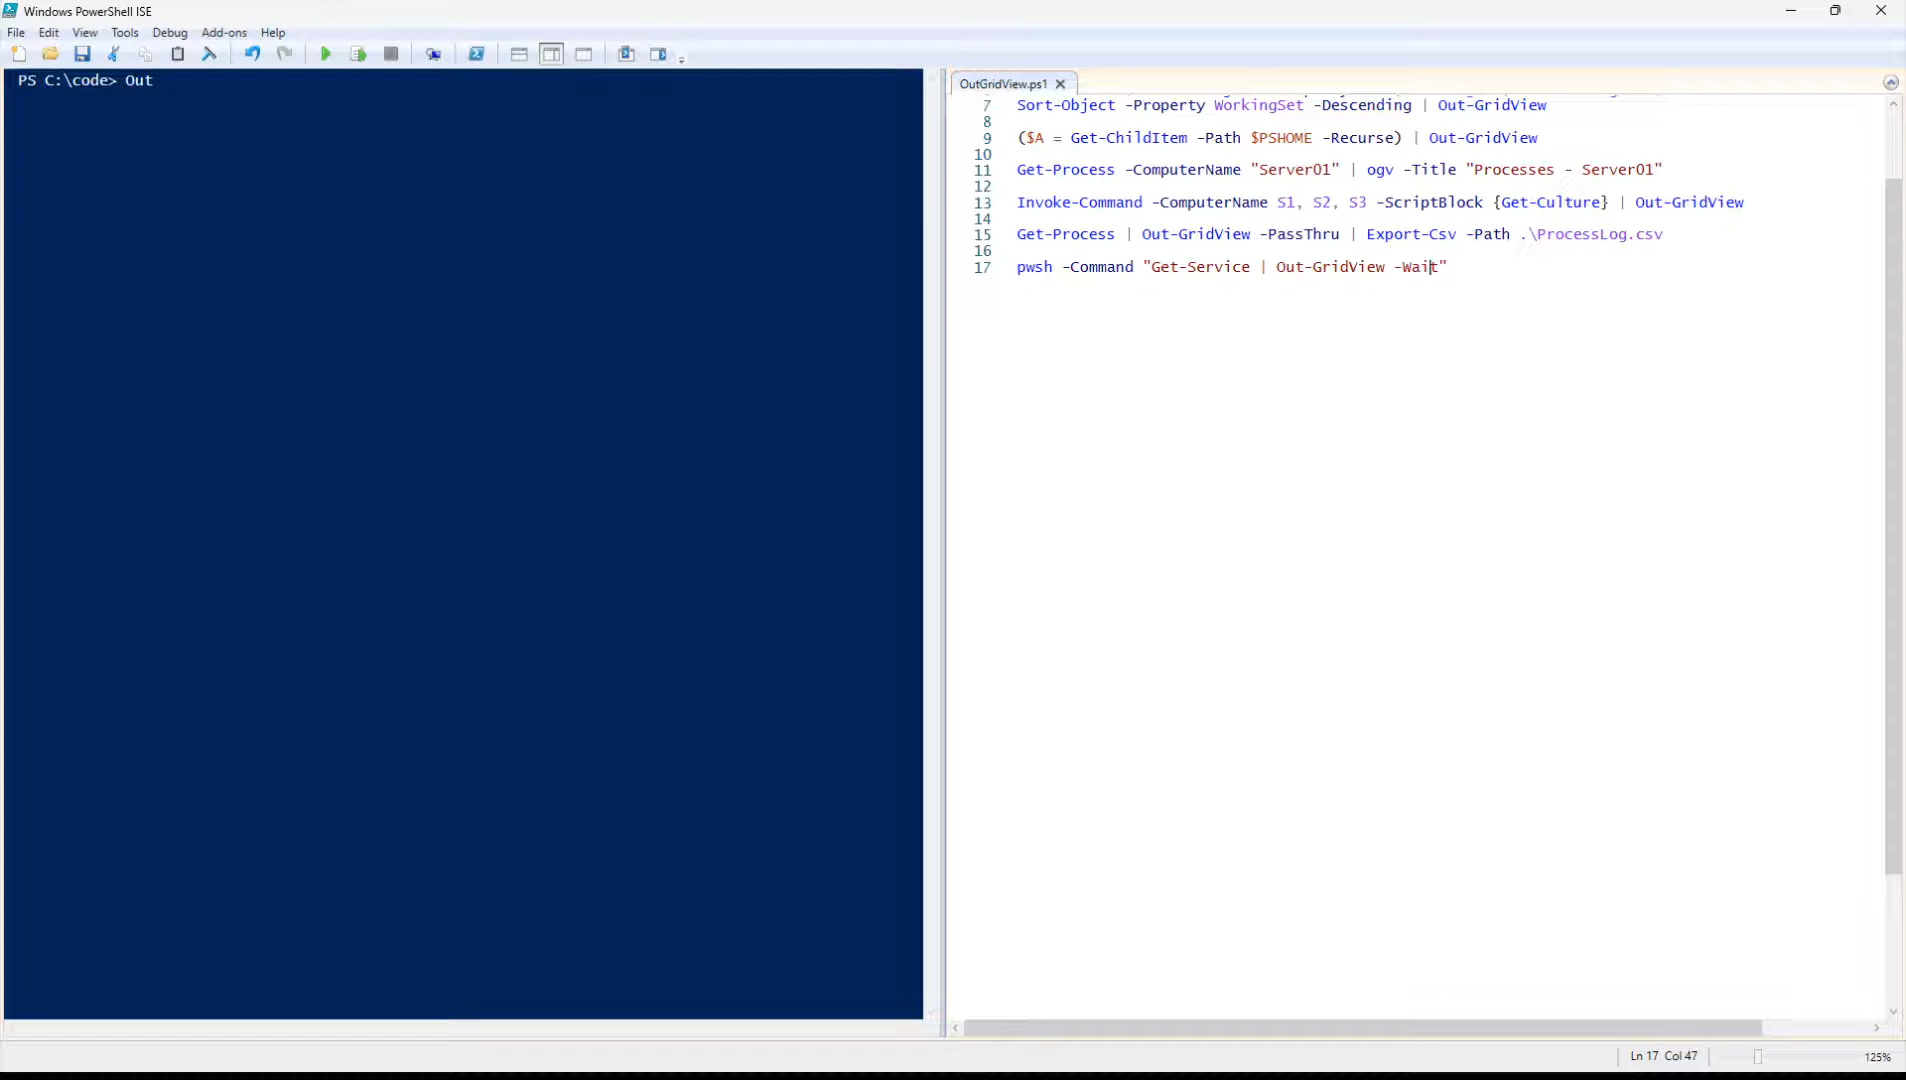 Windows PowerShell ISE
File Edit View Tools Debug Add-ons Help
PS C:\code> Out
OutGridView.ps1
7 Sort-Object -Property WorkingSet -Descending | Out-GridView
8
9 ($A = Get-ChildItem -Path $PSHOME -Recurse) | Out-GridView
10
11 Get-Process -ComputerName "Server01" | ogv -Title "Processes - Server01"
12
13 Invoke-Command -ComputerName S1, S2, S3 -ScriptBlock {Get-Culture} | Out-GridView
14
15 Get-Process | Out-GridView -PassThru | Export-Csv -Path .\ProcessLog.csv
16
17 pwsh -Command "Get-Service | Out-GridView -Wait"
Ln 17 Col 47
125%